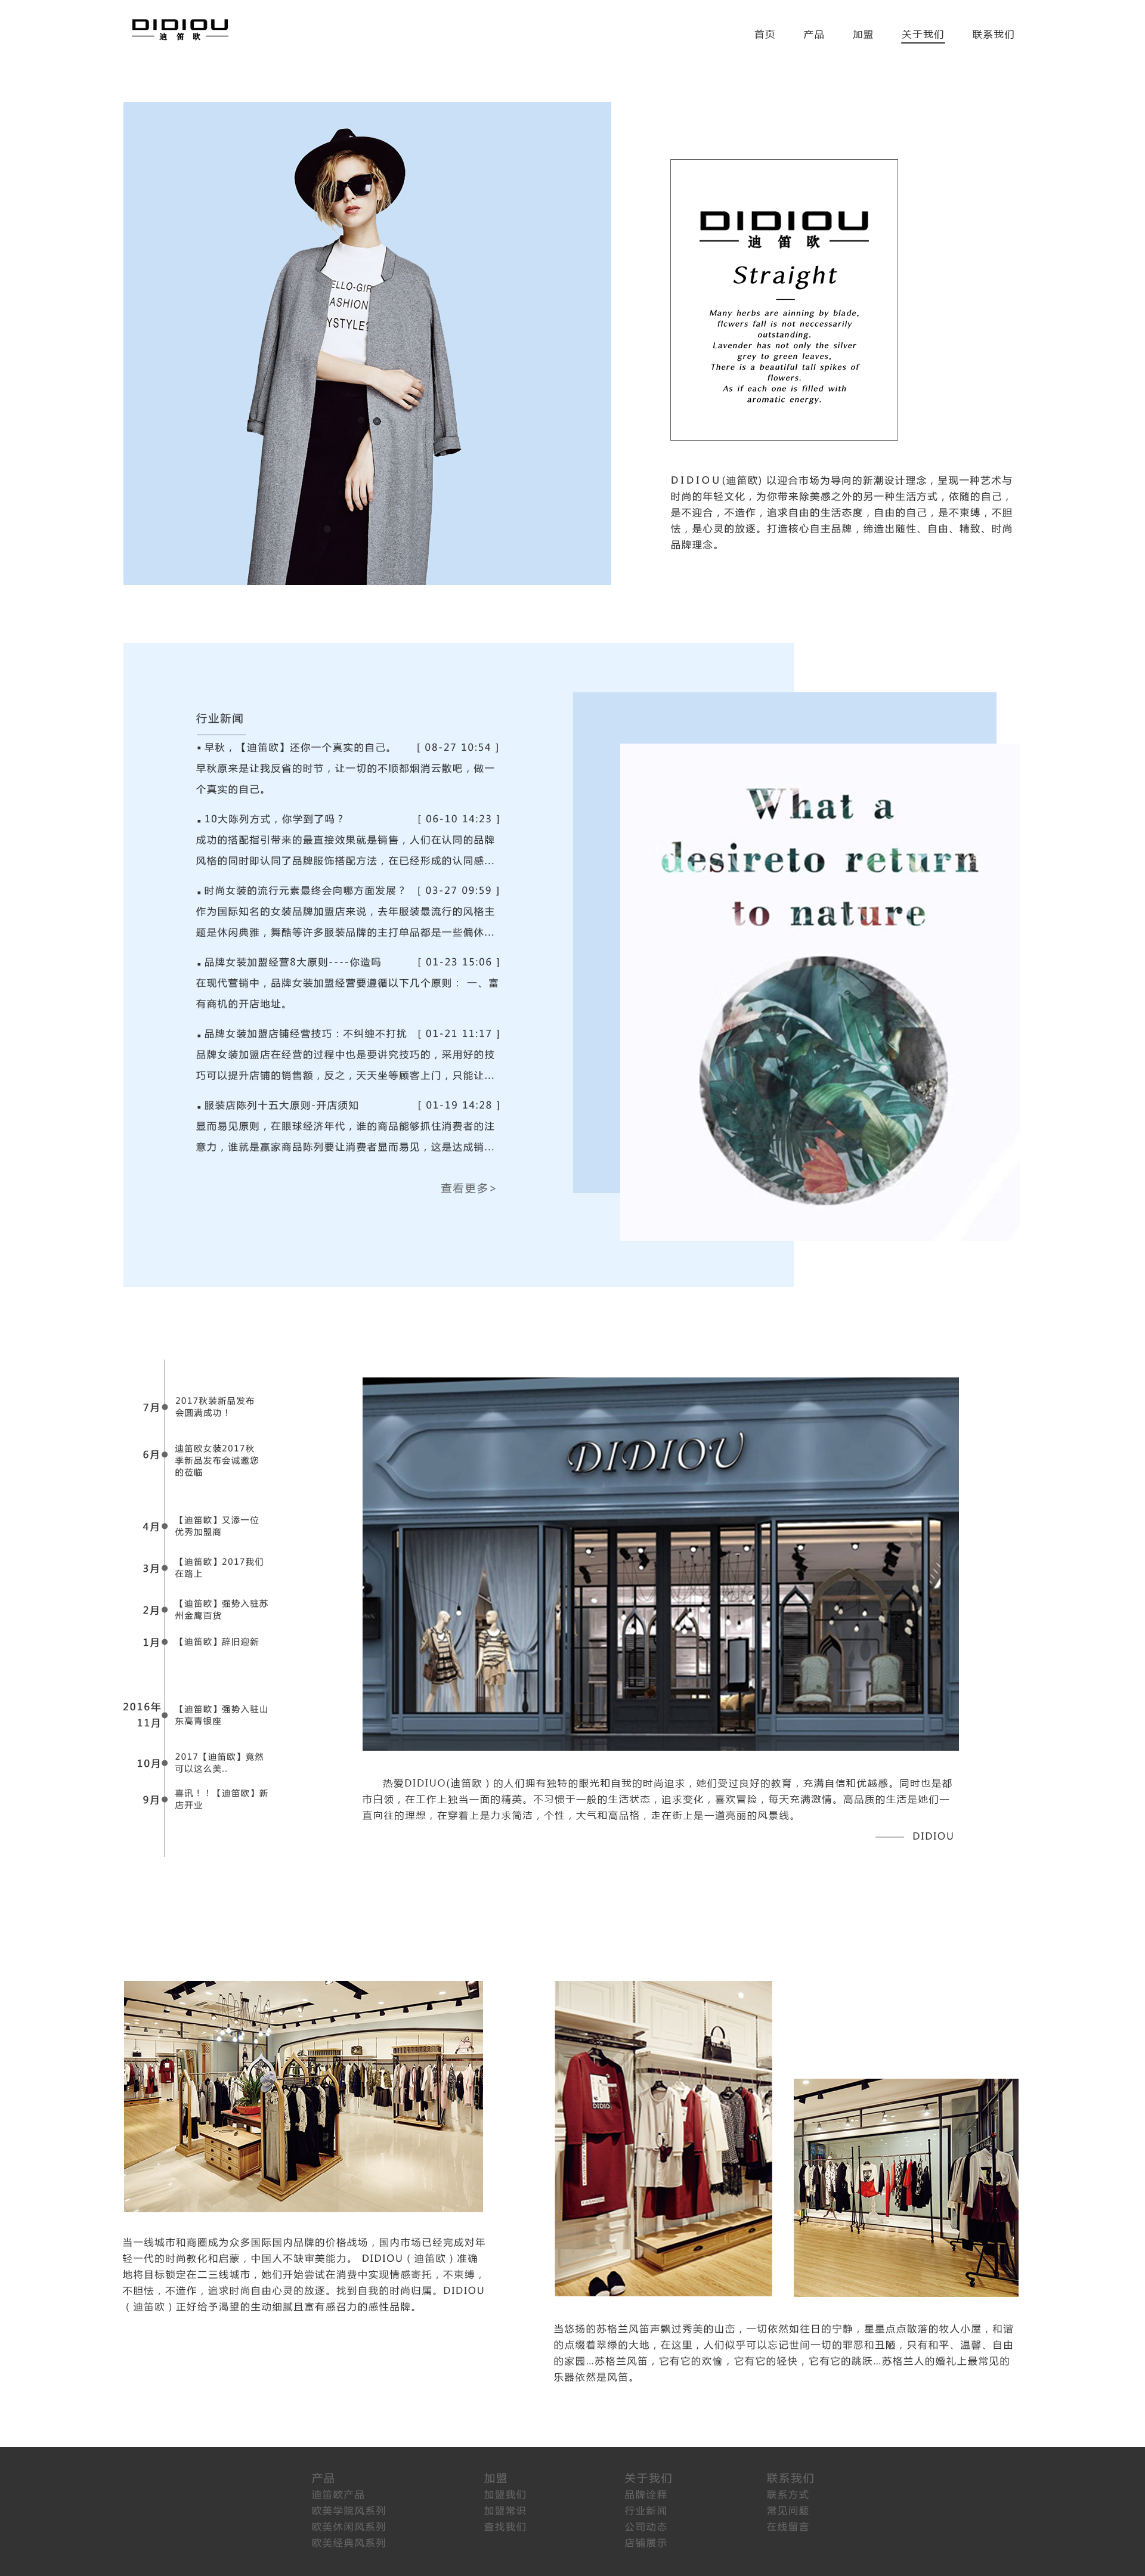 DIDIOU
迪笛欧
首页
产品
加盟
关于我们
联系我们
ELLO-GIR
FASHION
YSTYLE?
DIDIOU
迪笛欧
Straight
Many herbs are ainning by blade,
flcwers fall is not neccessarily
outstanding.
Lavender has not only the silver
grey to green leaves,
There is a beautiful tall spikes of
flowers.
As if each one is filled with
aromatic energy.
DIDIOU(迪笛欧) 以迎合市场为导向的新潮设计理念，呈现一种艺术与
时尚的年轻文化，为你带来除美感之外的另一种生活方式，依随的自己，
是不迎合，不造作，追求自由的生活态度，自由的自己，是不束缚，不胆
怯，是心灵的放逐。打造核心自主品牌，缔造出随性、自由、精致、时尚
品牌理念。
行业新闻
早秋，【迪笛欧】还你一个真实的自己。 [ 08-27 10:54 ]
早秋原来是让我反省的时节，让一切的不顺都烟消云散吧，做一
个真实的自己。
10大陈列方式，你学到了吗？ [ 06-10 14:23 ]
成功的搭配指引带来的最直接效果就是销售，人们在认同的品牌
风格的同时即认同了品牌服饰搭配方法，在已经形成的认同感...
时尚女装的流行元素最终会向哪方面发展？ [ 03-27 09:59 ]
作为国际知名的女装品牌加盟店来说，去年服装最流行的风格主
题是休闲典雅，舞酷等许多服装品牌的主打单品都是一些偏休...
品牌女装加盟经营8大原则----你造吗 [ 01-23 15:06 ]
在现代营销中，品牌女装加盟经营要遵循以下几个原则： 一、富
有商机的开店地址。
品牌女装加盟店铺经营技巧：不纠缠不打扰 [ 01-21 11:17 ]
品牌女装加盟店在经营的过程中也是要讲究技巧的，采用好的技
巧可以提升店铺的销售额，反之，天天坐等顾客上门，只能让...
服装店陈列十五大原则-开店须知 [ 01-19 14:28 ]
显而易见原则，在眼球经济年代，谁的商品能够抓住消费者的注
意力，谁就是赢家商品陈列要让消费者显而易见，这是达成销...
查看更多>
What a
desireto return
to nature
7月
2017秋装新品发布
会圆满成功！
6月
迪笛欧女装2017秋
季新品发布会诚邀您
的莅临
4月
【迪笛欧】又添一位
优秀加盟商
3月
【迪笛欧】2017我们
在路上
2月
【迪笛欧】强势入驻苏
州金鹰百货
1月
【迪笛欧】辞旧迎新
2016年
11月
【迪笛欧】强势入驻山
东高青银座
10月
2017【迪笛欧】竟然
可以这么美..
9月
喜讯！！【迪笛欧】新
店开业
DIDIOU
热爱DIDIUO(迪笛欧 ) 的人们拥有独特的眼光和自我的时尚追求，她们受过良好的教育，充满自信和优越感。同时也是都
市白领，在工作上独当一面的精英。不习惯于一般的生活状态，追求变化，喜欢冒险，每天充满激情。高品质的生活是她们一
直向往的理想，在穿着上是力求简洁，个性，大气和高品格，走在街上是一道亮丽的风景线。
DIDIOU
DIDIO
当一线城市和商圈成为众多国际国内品牌的价格战场，国内市场已经完成对年
轻一代的时尚教化和启蒙，中国人不缺审美能力。 DIDIOU（迪笛欧）准确
地将目标锁定在二三线城市，她们开始尝试在消费中实现情感寄托，不束缚，
不胆怯，不造作，追求时尚自由心灵的放逐。找到自我的时尚归属。DIDIOU
（迪笛欧）正好给予渴望的生动细腻且富有感召力的感性品牌。
当悠扬的苏格兰风笛声飘过秀美的山峦，一切依然如往日的宁静，星星点点散落的牧人小屋，和谐
的点缀着翠绿的大地，在这里，人们似乎可以忘记世间一切的罪恶和丑陋，只有和平、温馨、自由
的家园...苏格兰风笛，它有它的欢愉，它有它的轻快，它有它的跳跃...苏格兰人的婚礼上最常见的
乐器依然是风笛。
产品
迪笛欧产品
欧美学院风系列
欧美休闲风系列
欧美经典风系列
加盟
加盟我们
加盟常识
查找我们
关于我们
品牌诠释
行业新闻
公司动态
店铺展示
联系我们
联系方式
常见问题
在线留言